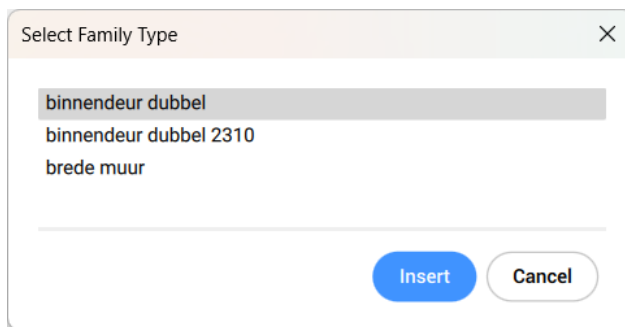 Select Family Type
binnendeur dubbel
binnendeur dubbel 2310
brede muur
Insert
Cancel